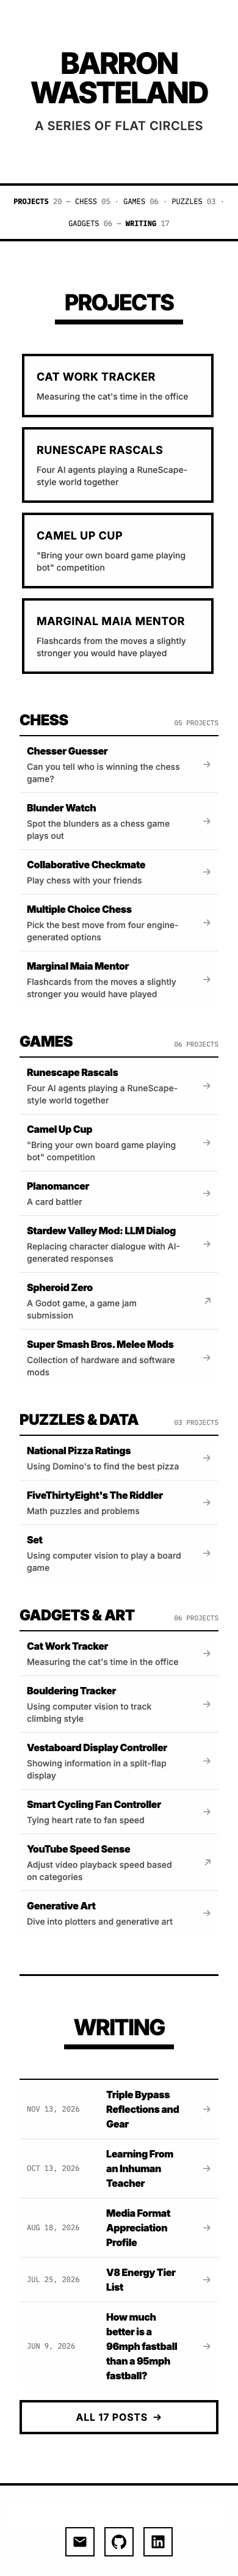 BARRON
WASTELAND
A SERIES OF FLAT CIRCLES
PROJECTS 20 — CHESS 05 · GAMES 06 · PUZZLES 03 ·
GADGETS 06 — WRITING 17
PROJECTS
CAT WORK TRACKER
Measuring the cat's time in the office
RUNESCAPE RASCALS
Four AI agents playing a RuneScape-
style world together
CAMEL UP CUP
"Bring your own board game playing
bot" competition
MARGINAL MAIA MENTOR
Flashcards from the moves a slightly
stronger you would have played
CHESS
05 PROJECTS
Chesser Guesser
Can you tell who is winning the chess
game?
→
Blunder Watch
Spot the blunders as a chess game
plays out
→
Collaborative Checkmate
Play chess with your friends
→
Multiple Choice Chess
Pick the best move from four engine-
generated options
→
Marginal Maia Mentor
Flashcards from the moves a slightly
stronger you would have played
→
GAMES
06 PROJECTS
Runescape Rascals
Four AI agents playing a RuneScape-
style world together
→
Camel Up Cup
"Bring your own board game playing
bot" competition
→
Planomancer
A card battler
→
Stardew Valley Mod: LLM Dialog
Replacing character dialogue with AI-
generated responses
→
Spheroid Zero
A Godot game, a game jam
submission
↗
Super Smash Bros. Melee Mods
Collection of hardware and software
mods
→
PUZZLES & DATA
03 PROJECTS
National Pizza Ratings
Using Domino's to find the best pizza
→
FiveThirtyEight's The Riddler
Math puzzles and problems
→
Set
Using computer vision to play a board
game
→
GADGETS & ART
06 PROJECTS
Cat Work Tracker
Measuring the cat's time in the office
→
Bouldering Tracker
Using computer vision to track
climbing style
→
Vestaboard Display Controller
Showing information in a split-flap
display
→
Smart Cycling Fan Controller
Tying heart rate to fan speed
→
YouTube Speed Sense
Adjust video playback speed based
on categories
↗
Generative Art
Dive into plotters and generative art
→
WRITING
NOV 13, 2026
Triple Bypass
Reflections and
Gear
→
OCT 13, 2026
Learning From
an Inhuman
Teacher
→
AUG 18, 2026
Media Format
Appreciation
Profile
→
JUL 25, 2026
V8 Energy Tier
List
→
JUN 9, 2026
How much
better is a
96mph fastball
than a 95mph
fastball?
→
ALL 17 POSTS →